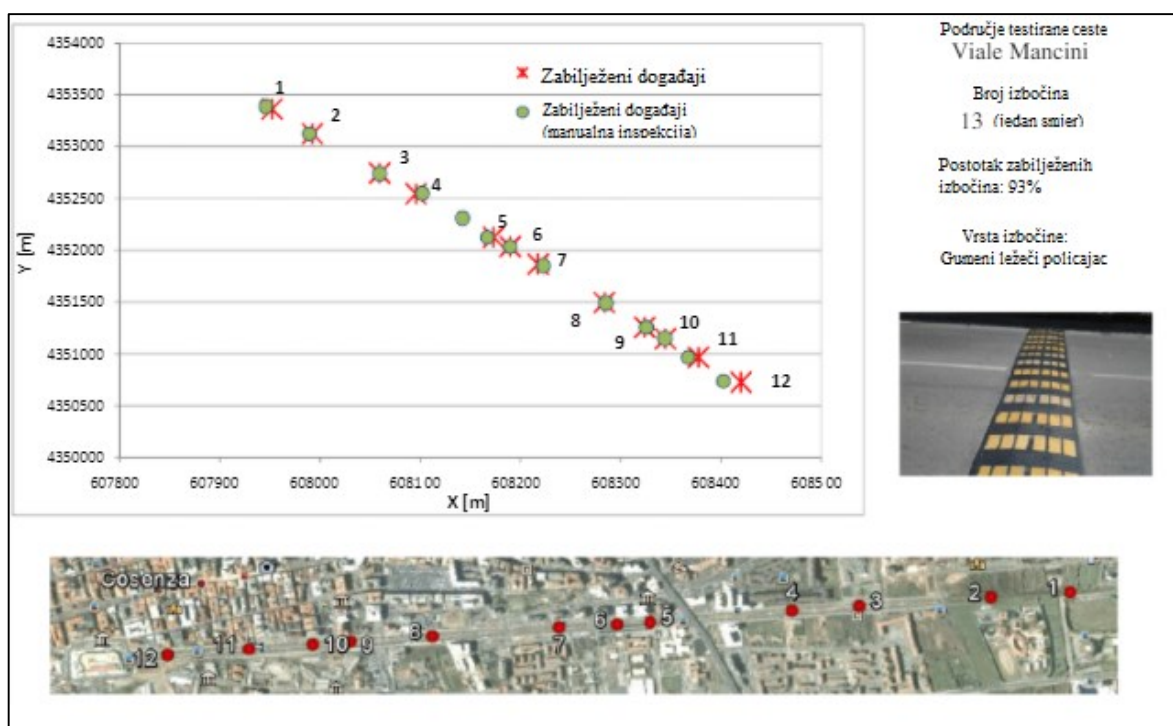 4354000
4353500
4353000
4352500
4352000
4351500
4351000
4350500
4350000
Y [m]
607800 607900 608000 608100 608200 608300 608400 608500
X [m]
1
2
3
4
5
6
7
8
9
10
11
12
Zabilježeni događaji
Zabilježeni događaji
(manualna inspekcija)
Područje testirane ceste
Viale Mancini
Broj izbočina
13 (jedan smjer)
Postotak zabilježenih
izbočina: 93%
Vrsta izbočine:
Gumeni ležeči policajac
Cosenza
12 11 10 9 8 7 6 5 4 3 2 1